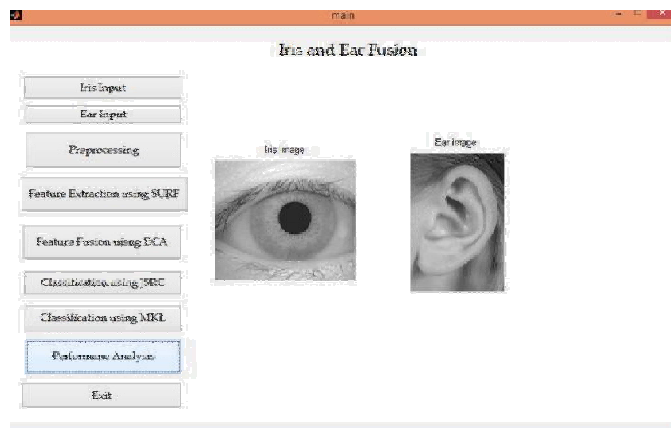 main
Iris and Ear Fusion
Iris Input
Ear Input
Preprocessing
Feature Extraction using SURF
Feature Fusion using DCA
Classification using JSRC
Classification using MKL
Performance Analysis
Exit
Iris image
Ear image